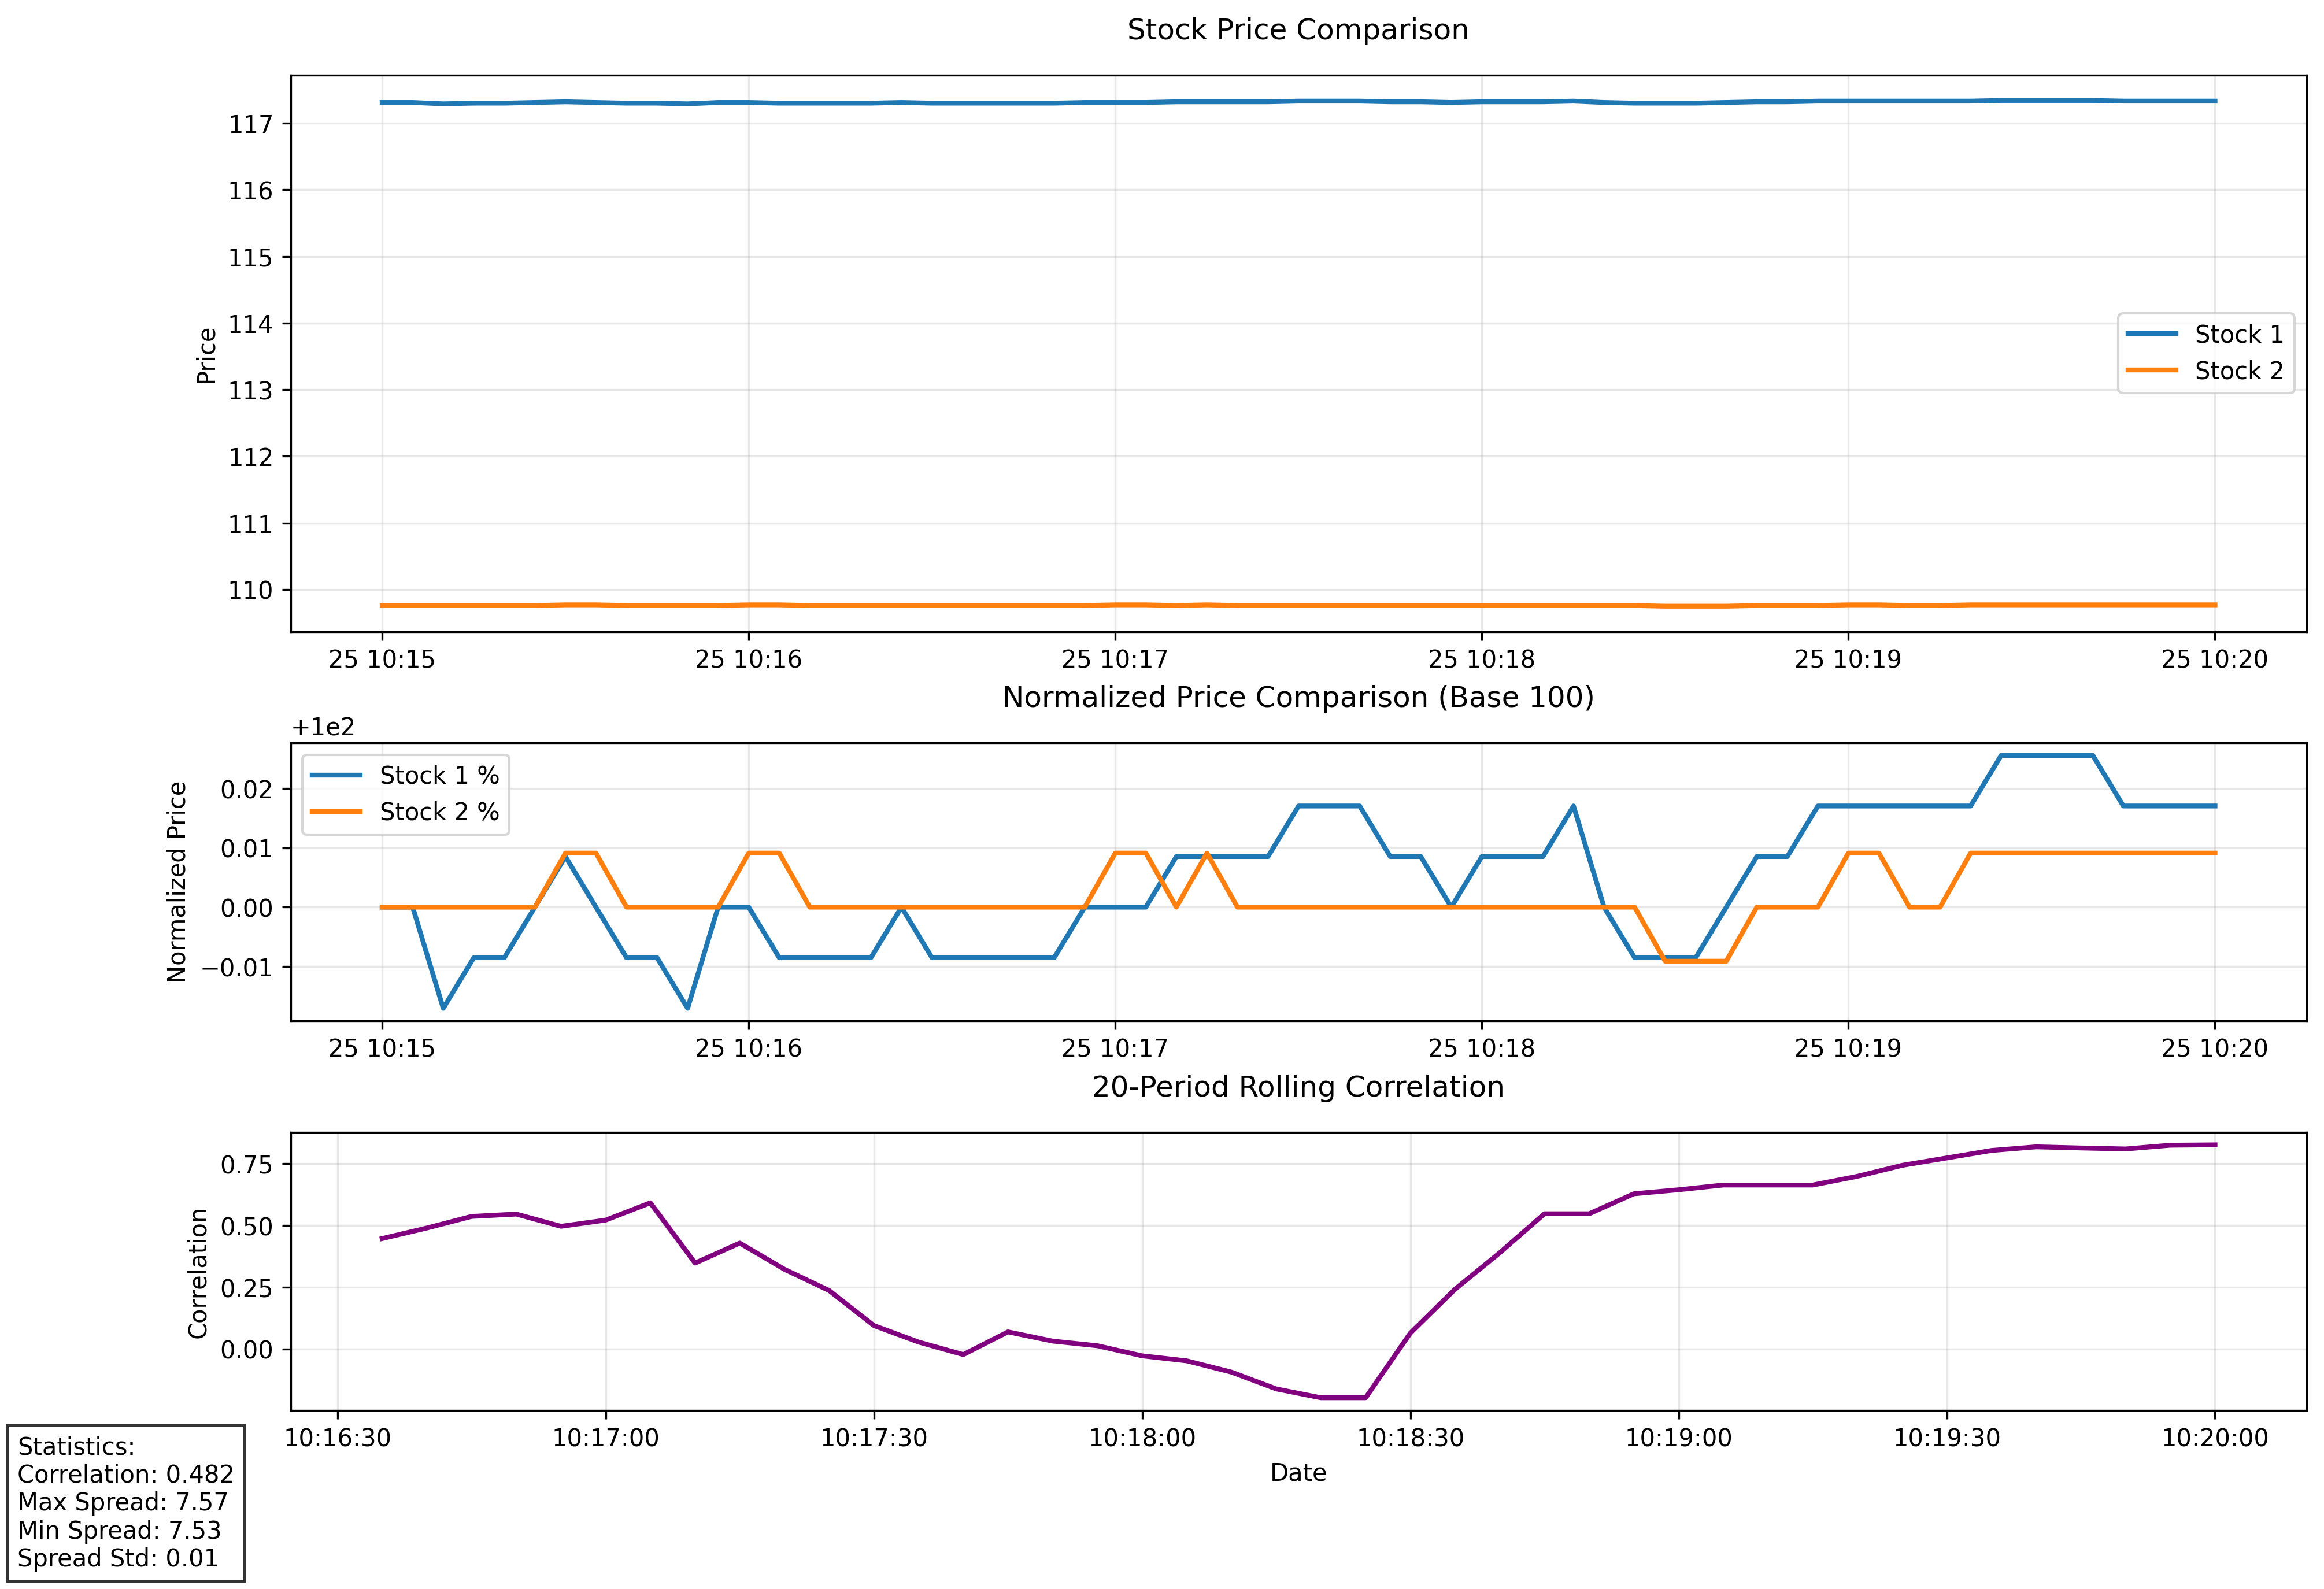 Stock Price Comparison
117
116
115
114
113
112
111
110
Price
Stock 1
Stock 2
25 10:15 25 10:16 25 10:17 25 10:18 25 10:19 25 10:20
Normalized Price Comparison (Base 100)
+1e2
Stock 1 %
Stock 2 %
0.02
0.01
0.00
−0.01
Normalized Price
25 10:15 25 10:16 25 10:17 25 10:18 25 10:19 25 10:20
20-Period Rolling Correlation
0.75
0.50
0.25
0.00
Correlation
10:16:30 10:17:00 10:17:30 10:18:00 10:18:30 10:19:00 10:19:30 10:20:00
Date
Statistics:
Correlation: 0.482
Max Spread: 7.57
Min Spread: 7.53
Spread Std: 0.01